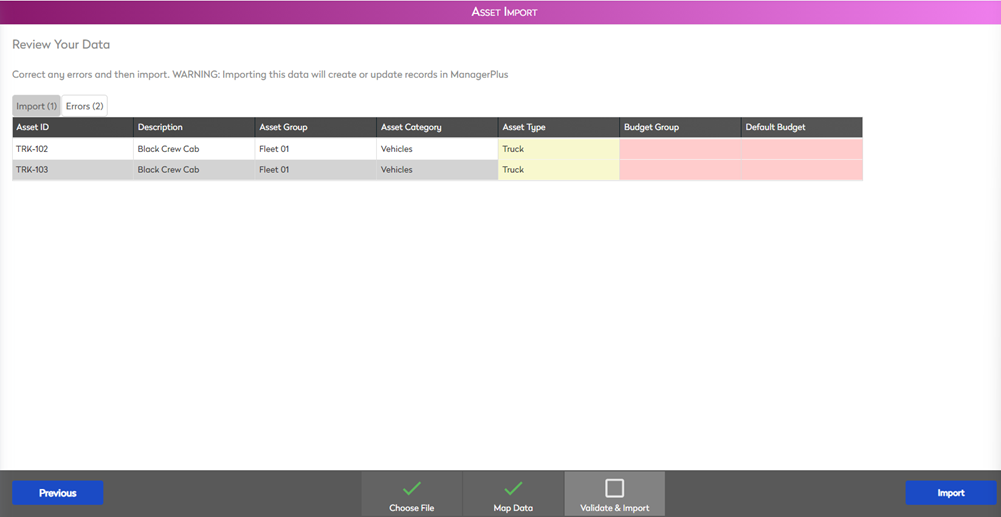 Asset Import
Review Your Data
Correct any errors and then import. WARNING: Importing this data will create or update records in ManagerPlus
Import (1) Errors (2)
Asset ID Description Asset Group Asset Category Asset Type Budget Group Default Budget
TRK-102 Black Crew Cab Fleet 01 Vehicles Truck
TRK-103 Black Crew Cab Fleet 01 Vehicles Truck
Previous Choose File Map Data Validate & Import Import